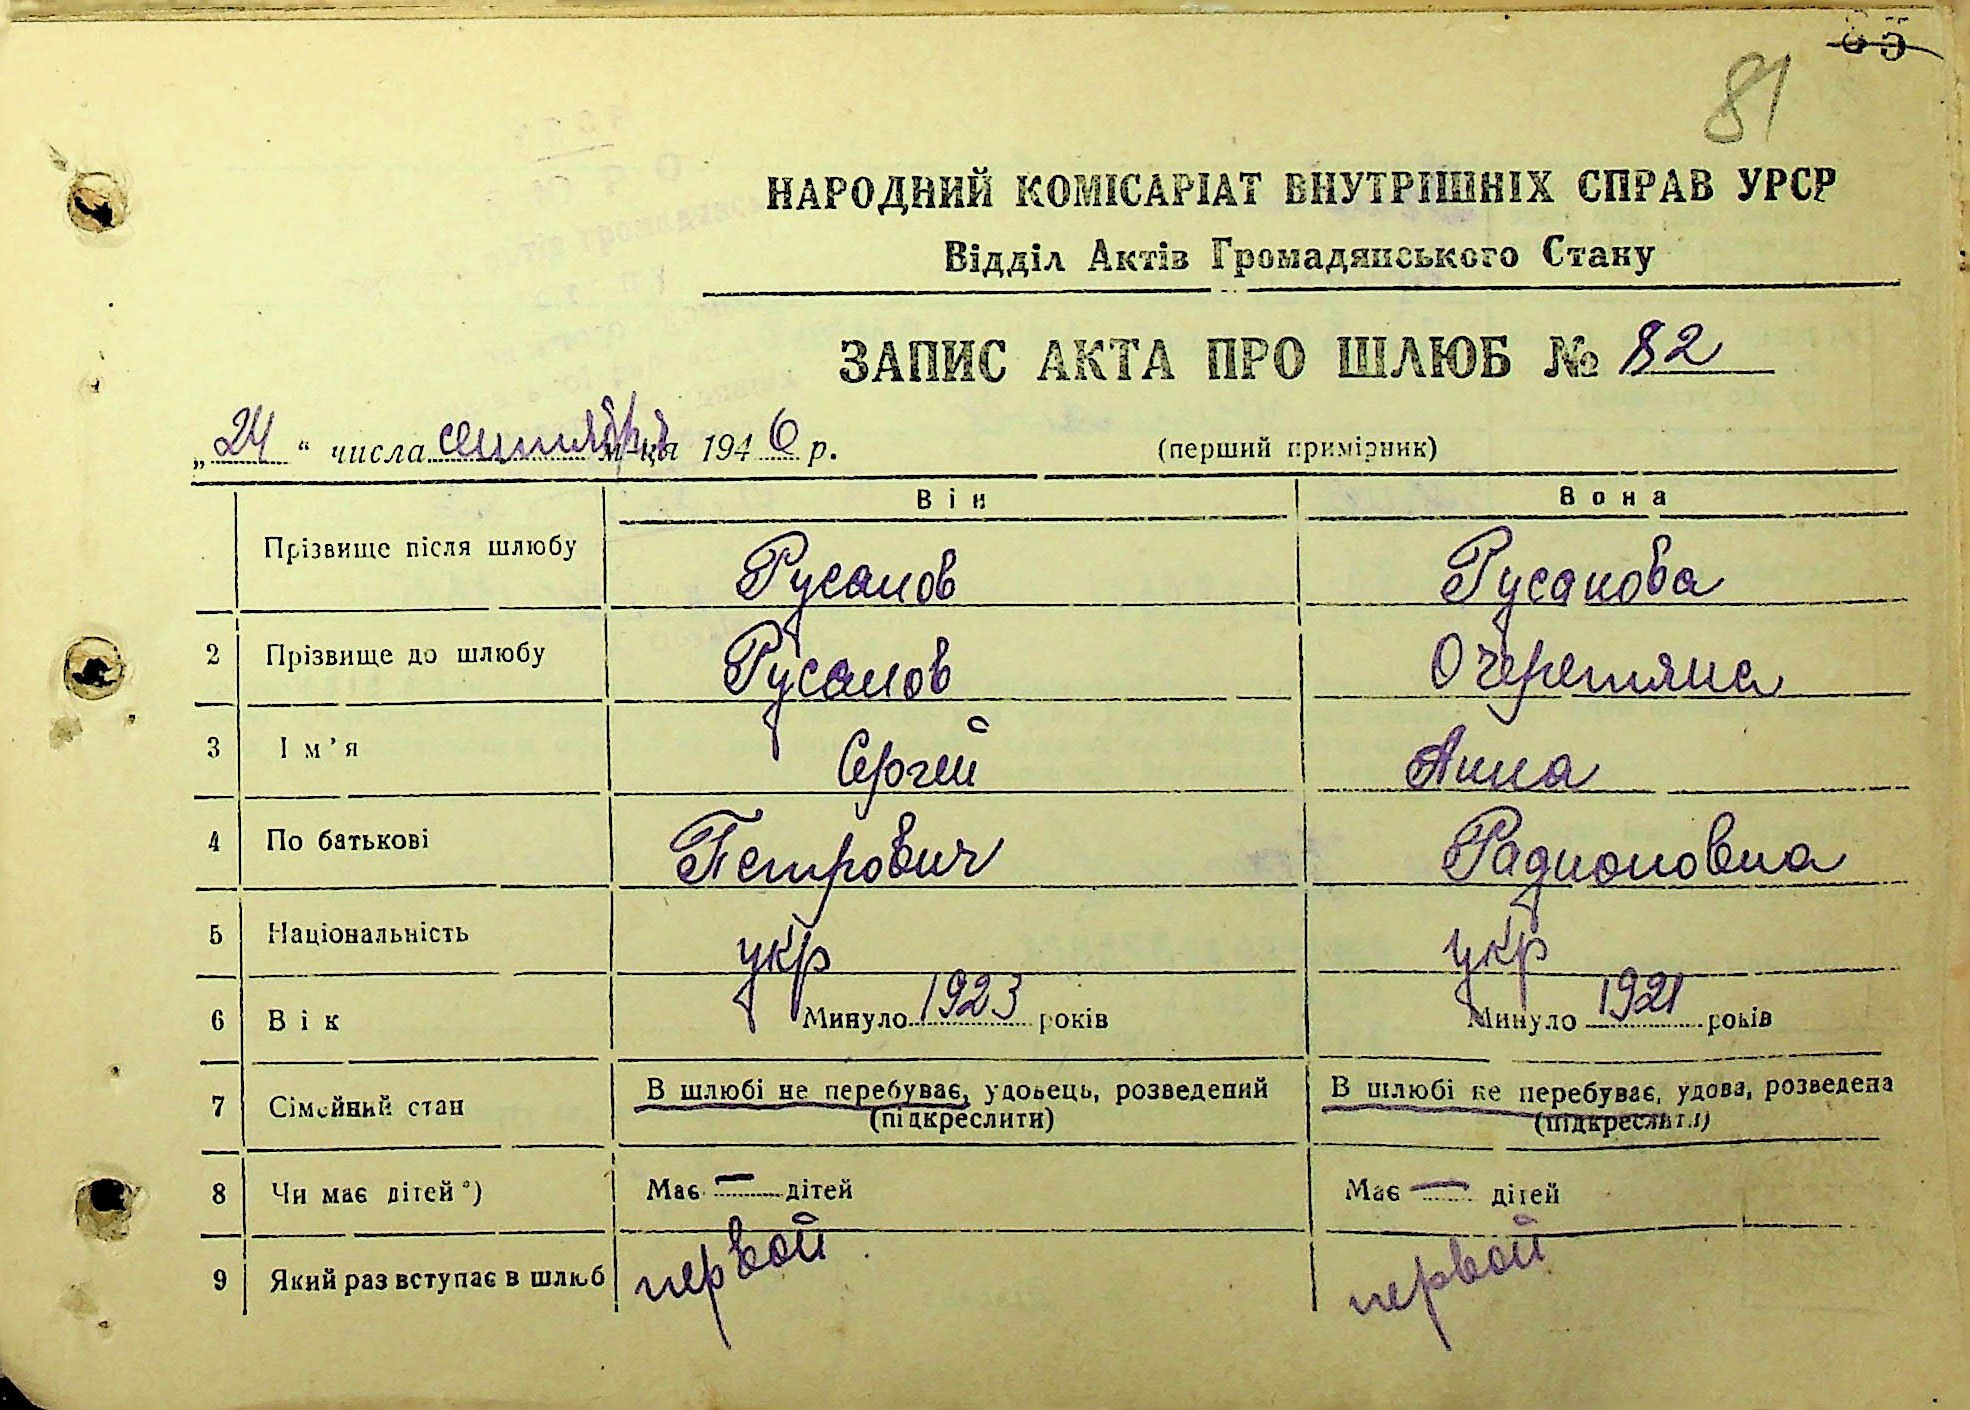 85
81
НАРОДНИЙ КОМІСАРІАТ ВНУТРІШНІХ СПРАВ УРСР
Відділ Актів Громадянського Стану
ЗАПИС АКТА ПРО ШЛЮБ № 82
„24“ числа сентября м-ця 1946 р. (перший примірник)
Він Вона
Прізвище після шлюбу Русанов Русанова
2 Прізвище до шлюбу Русанов Очеретяна
3 Ім’я Сергей Анна
4 По батькові Петрович Радионовна
5 Національність укр укр
6 Вік Минуло 1923 років Минуло 1921 років
7 Сімейний стан В шлюбі не перебуває, удовець, розведений В шлюбі не перебуває, удова, розведена
(підкреслити) (підкреслити)
8 Чи має дітей*) Має — дітей Має — дітей
9 Який раз вступає в шлюб первой первой